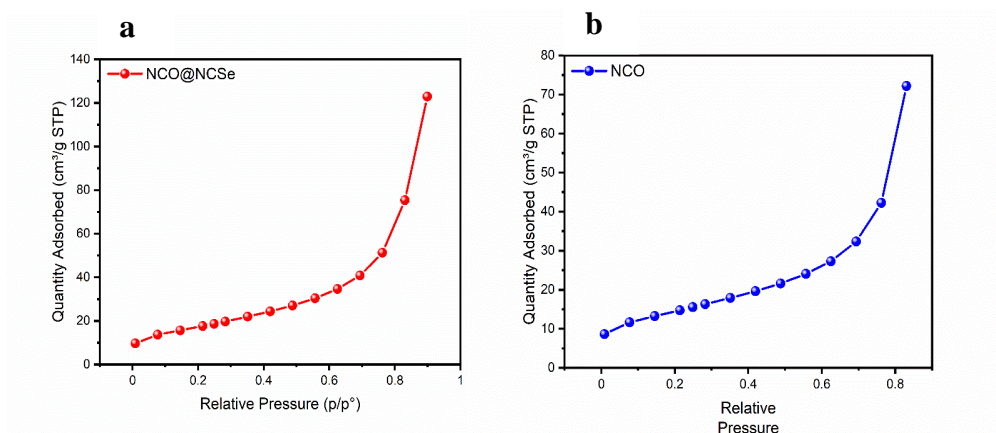 a
NCO@NCSe
Quantity Adsorbed (cm³/g STP)
140
120
100
80
60
40
20
0
0 0.2 0.4 0.6 0.8 1
Relative Pressure (p/p°)
b
NCO
Quantity Adsorbed (cm³/g STP)
80
70
60
50
40
30
20
10
0
0 0.2 0.4 0.6 0.8
Relative
Pressure